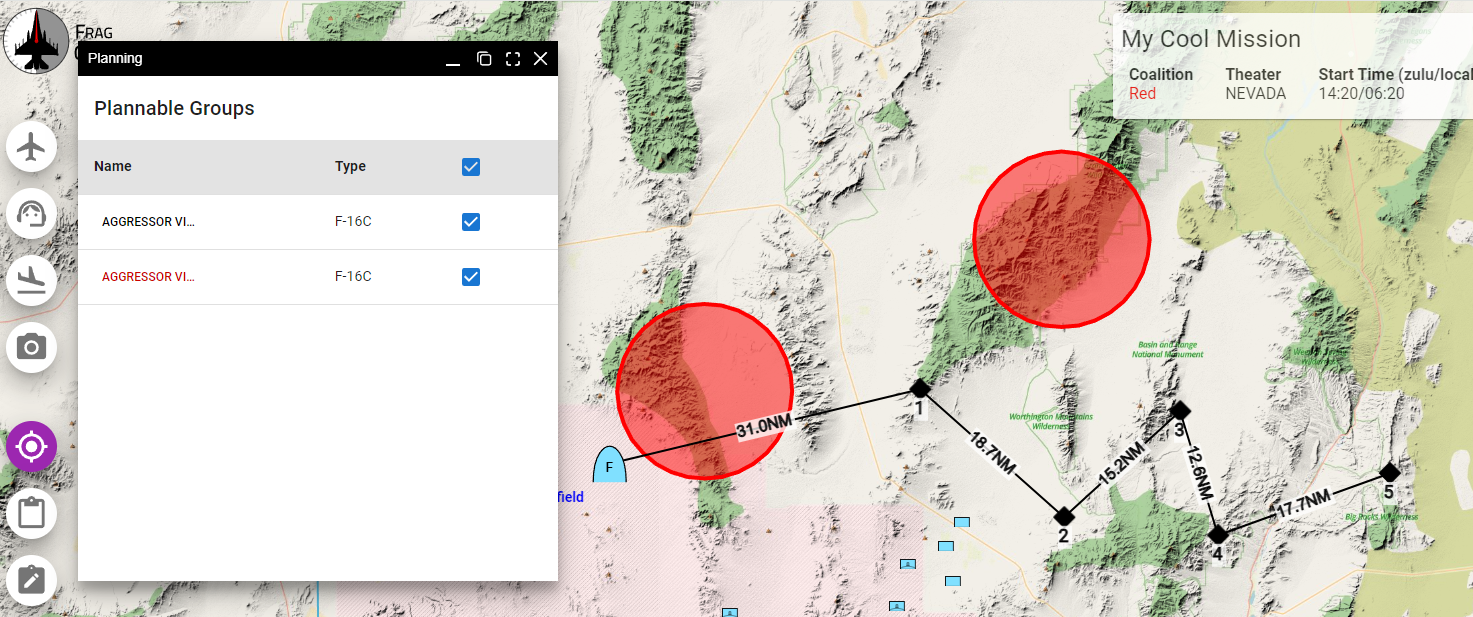 FRAG
Planning
Plannable Groups
Name Type
AGGRESSOR VI... F-16C
AGGRESSOR VI... F-16C
My Cool Mission
Coalition Theater Start Time (zulu/local
Red NEVADA 14:20/06:20
Basin and Range
National Monument
Worthington Mountains
Wilderness
31.0NM
1
18.7NM
15.2NM
3
12.6NM
F
field
2
4
17.7NM
5
Big Rocks Wilderness